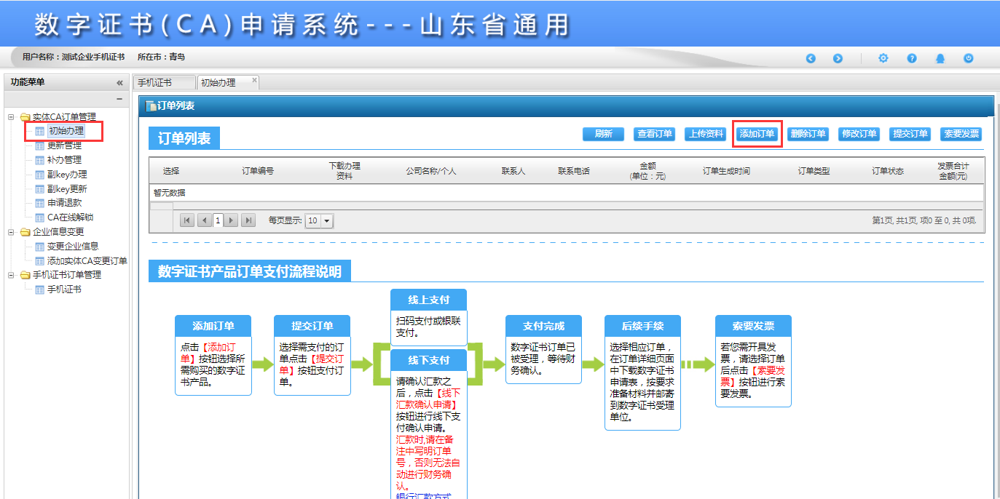 数字证书(CA)申请系统---山东省通用
用户名称：测试企业手机证书 所在市：青岛
功能菜单
实体CA订单管理
初始办理
更新管理
补办管理
副key办理
副key更新
申请退款
CA在线解锁
企业信息变更
变更企业信息
添加实体CA变更订单
手机证书订单管理
手机证书
手机证书 初始办理
订单列表
订单列表
刷新 查看订单 上传资料 添加订单 删除订单 修改订单 提交订单 索要发票
选择 订单编号 下载办理 公司名称/个人 联系人 联系电话 金额 订单生成时间 订单类型 订单状态 发票合计
资料 (单位：元) 金额(元)
暂无数据
1 每页显示: 10 第1页, 共1页, 项0 至 0, 共 0项.
数字证书产品订单支付流程说明
添加订单
点击【添加订
单】按钮选择所
需购买的数字证
书产品。
提交订单
选择需支付的订
单点击【提交订
单】按钮支付订
单。
线上支付
扫码支付或银联
支付。
线下支付
请确认汇款之
后，点击【线下
汇款确认申请】
按钮进行线下支
付确认申请。
汇款时,请在备
注中写明订单
号，否则无法自
动进行财务确
认。
银行汇款方式
支付完成
数字证书订单已
被受理，等待财
务确认。
后续手续
选择相应订单，
在订单详细页面
中下载数字证书
申请表，按要求
准备材料并邮寄
到数字证书受理
单位。
索要发票
若您需开具发
票，请选择订单
后点击【索要发
票】按钮进行索
要发票。